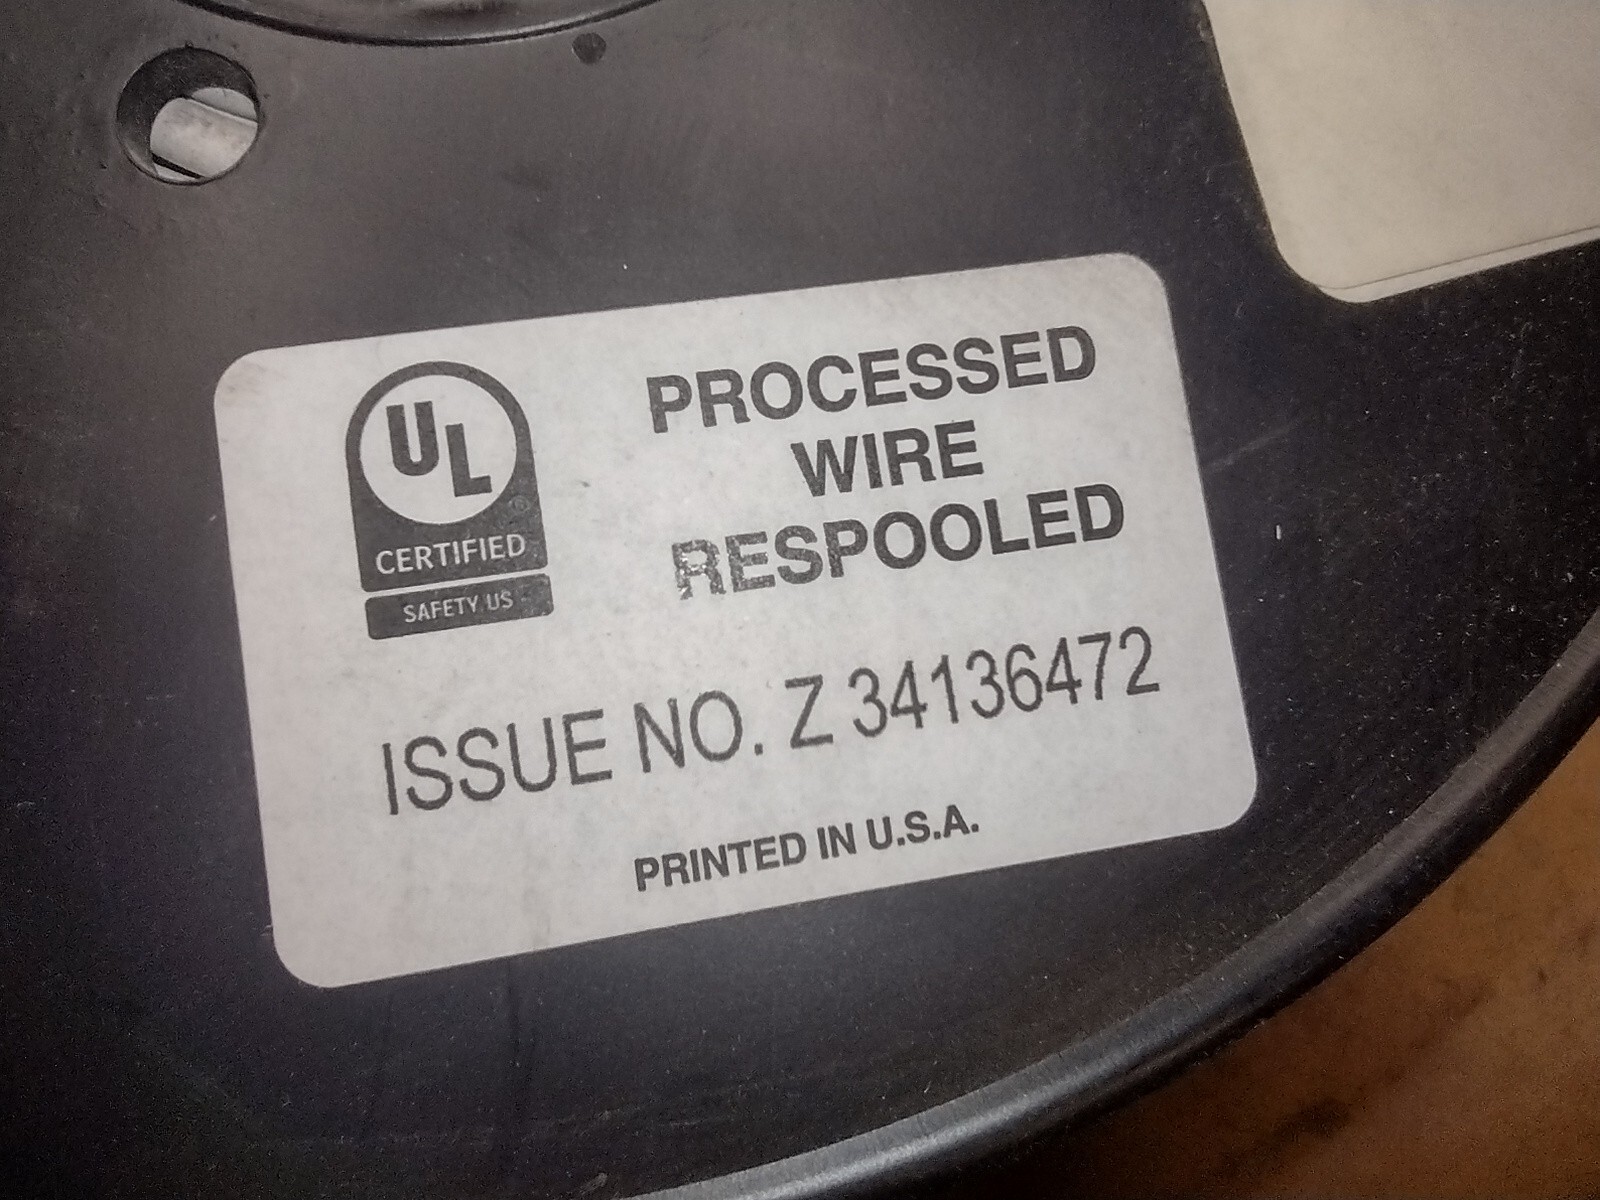 UL
®
CERTIFIED
SAFETY US
PROCESSED
WIRE
RESPOOLED
ISSUE NO. Z 34136472
PRINTED IN U.S.A.